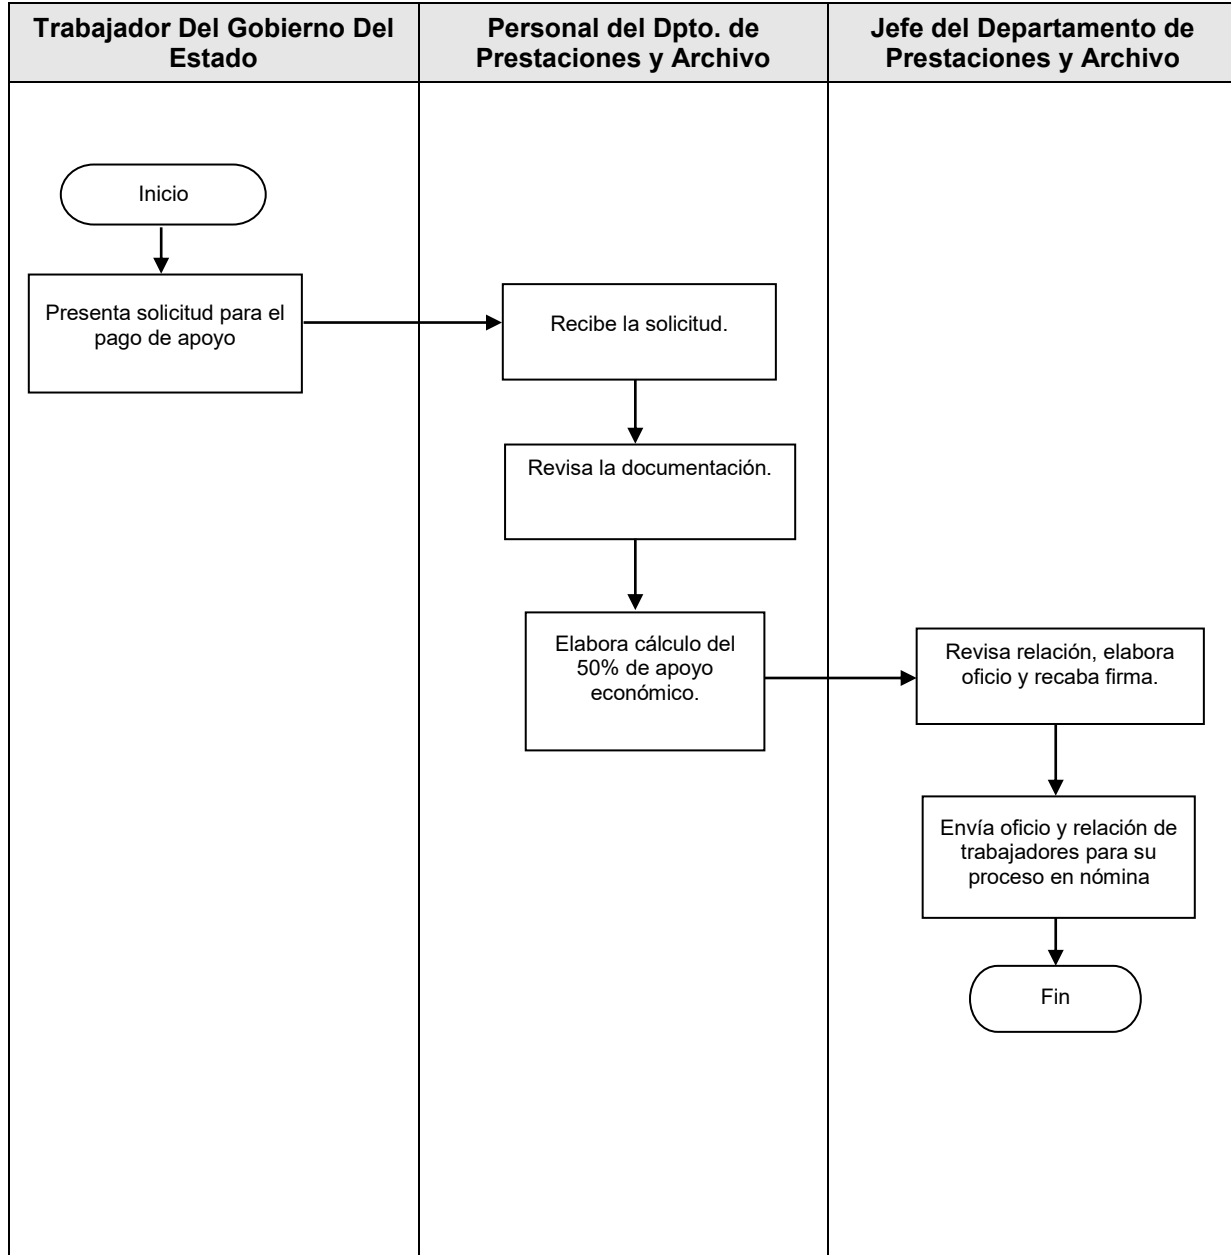 Trabajador Del Gobierno Del
Estado
Personal del Dpto. de
Prestaciones y Archivo
Jefe del Departamento de
Prestaciones y Archivo
Inicio
Presenta solicitud para el
pago de apoyo
Recibe la solicitud.
Revisa la documentación.
Elabora cálculo del
50% de apoyo
económico.
Revisa relación, elabora
oficio y recaba firma.
Envía oficio y relación de
trabajadores para su
proceso en nómina
Fin